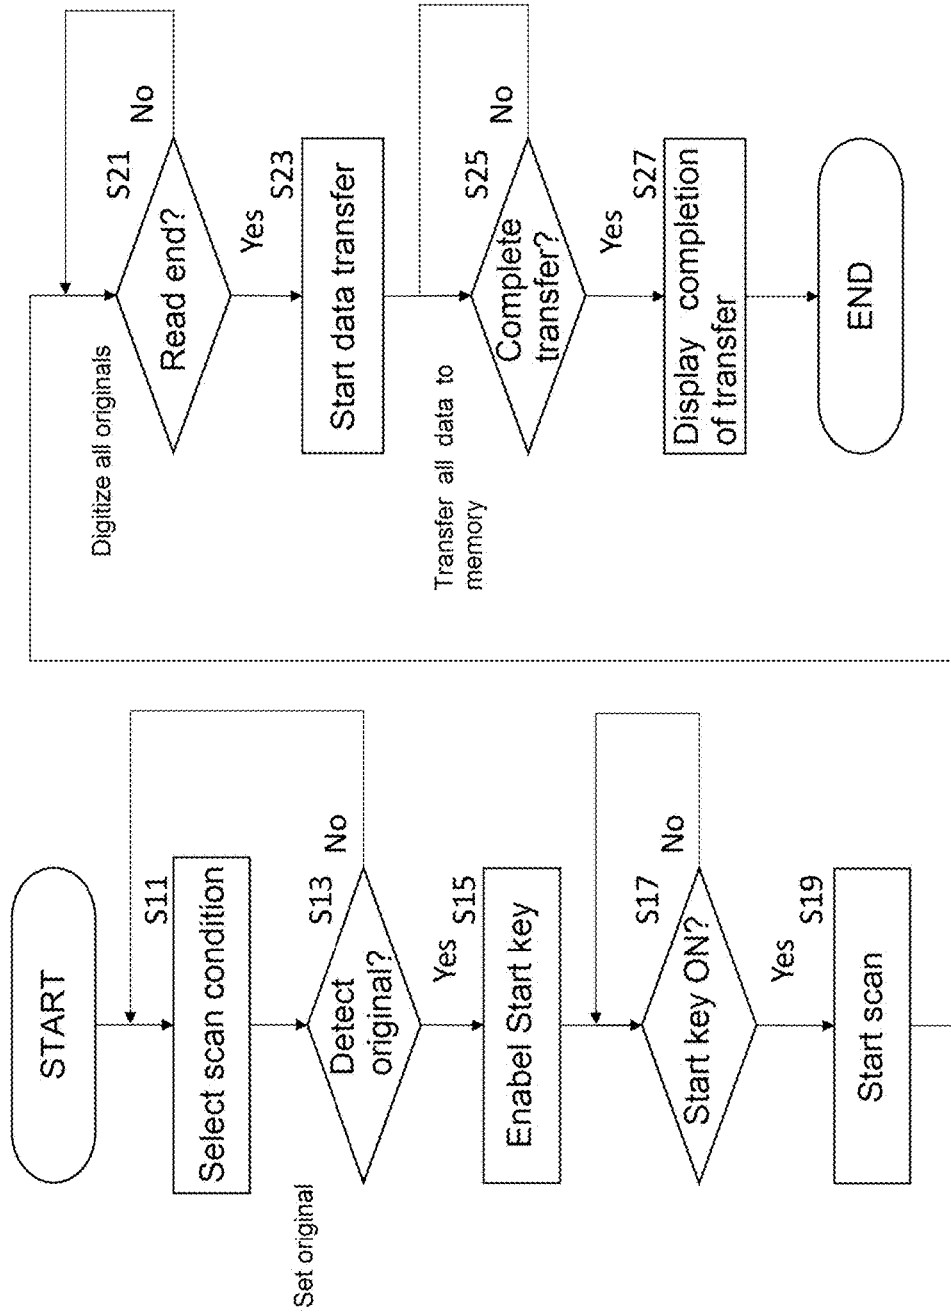 START
S11
Select scan condition
Set original
S13
Detect
original?
No
Yes
S15
Enabel Start key
S17
Start key ON?
No
Yes
S19
Start scan
Digitize all originals
S21
Read end?
No
Yes
S23
Start data transfer
Transfer all data to
memory
S25
Complete
transfer?
No
Yes
S27
Display completion
of transfer
END